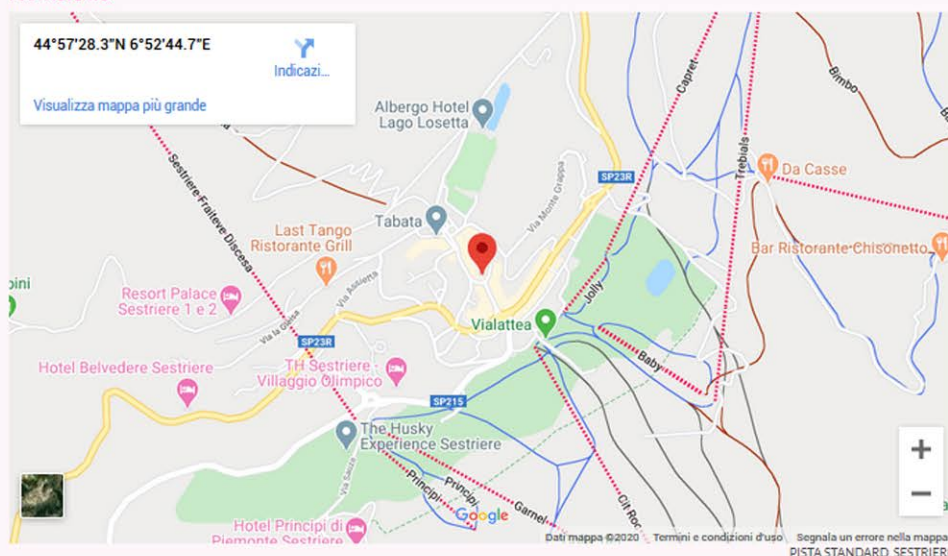 44°57'28.3"N 6°52'44.7"E
Indicazi...
Visualizza mappa più grande
Albergo Hotel
Lago Losetta
Capret
Trebials
Bimbo
SP23R
Da Casse
Via Monte Grappa
Sestriere-Fraiteve Discesa
Tabata
Last Tango
Ristorante Grill
Bar Ristorante Chisonetto
Via Assietta
Resort Palace
Sestriere 1 e 2
Jolly
Vialattea
Via la Glesia
SP23R
Baby
Hotel Belvedere Sestriere
TH Sestriere
Villaggio Olimpico
SP215
The Husky
Experience Sestriere
Via Sauze
Principi
Principi
Garnel
Cit Roc
Hotel Principi di
Piemonte Sestriere
Google
+
−
Dati mappa ©2020
Termini e condizioni d'uso
Segnala un errore nella mappa
PISTA STANDARD SESTRIER